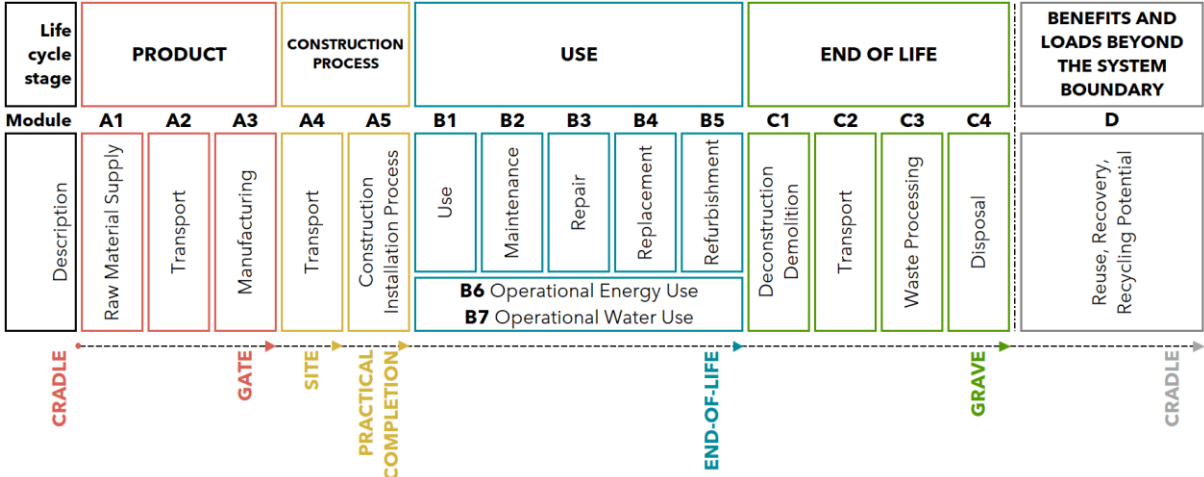 Life
cycle
stage
PRODUCT
CONSTRUCTION
PROCESS
USE
END OF LIFE
BENEFITS AND
LOADS BEYOND
THE SYSTEM
BOUNDARY
Module
A1
A2
A3
A4
A5
B1
B2
B3
B4
B5
C1
C2
C3
C4
D
Description
Raw Material Supply
Transport
Manufacturing
Transport
Construction
Installation Process
Use
Maintenance
Repair
Replacement
Refurbishment
B6 Operational Energy Use
B7 Operational Water Use
Deconstruction
Demolition
Transport
Waste Processing
Disposal
Reuse, Recovery,
Recycling Potential
CRADLE
GATE
SITE
PRACTICAL
COMPLETION
END-OF-LIFE
GRAVE
CRADLE